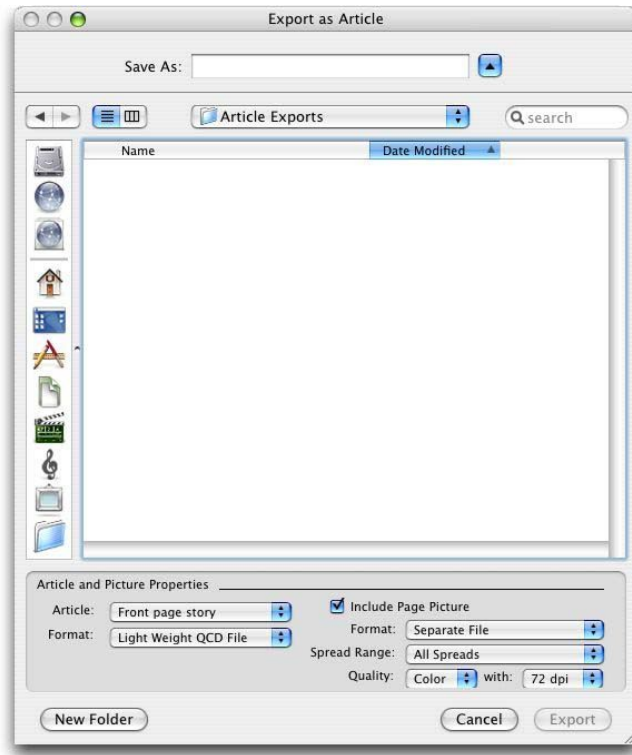 Export as Article
Save As:
Article Exports
search
Name Date Modified
Article and Picture Properties
Article: Front page story
Format: Light Weight QCD File
Include Page Picture
Format: Separate File
Spread Range: All Spreads
Quality: Color with: 72 dpi
New Folder Cancel Export